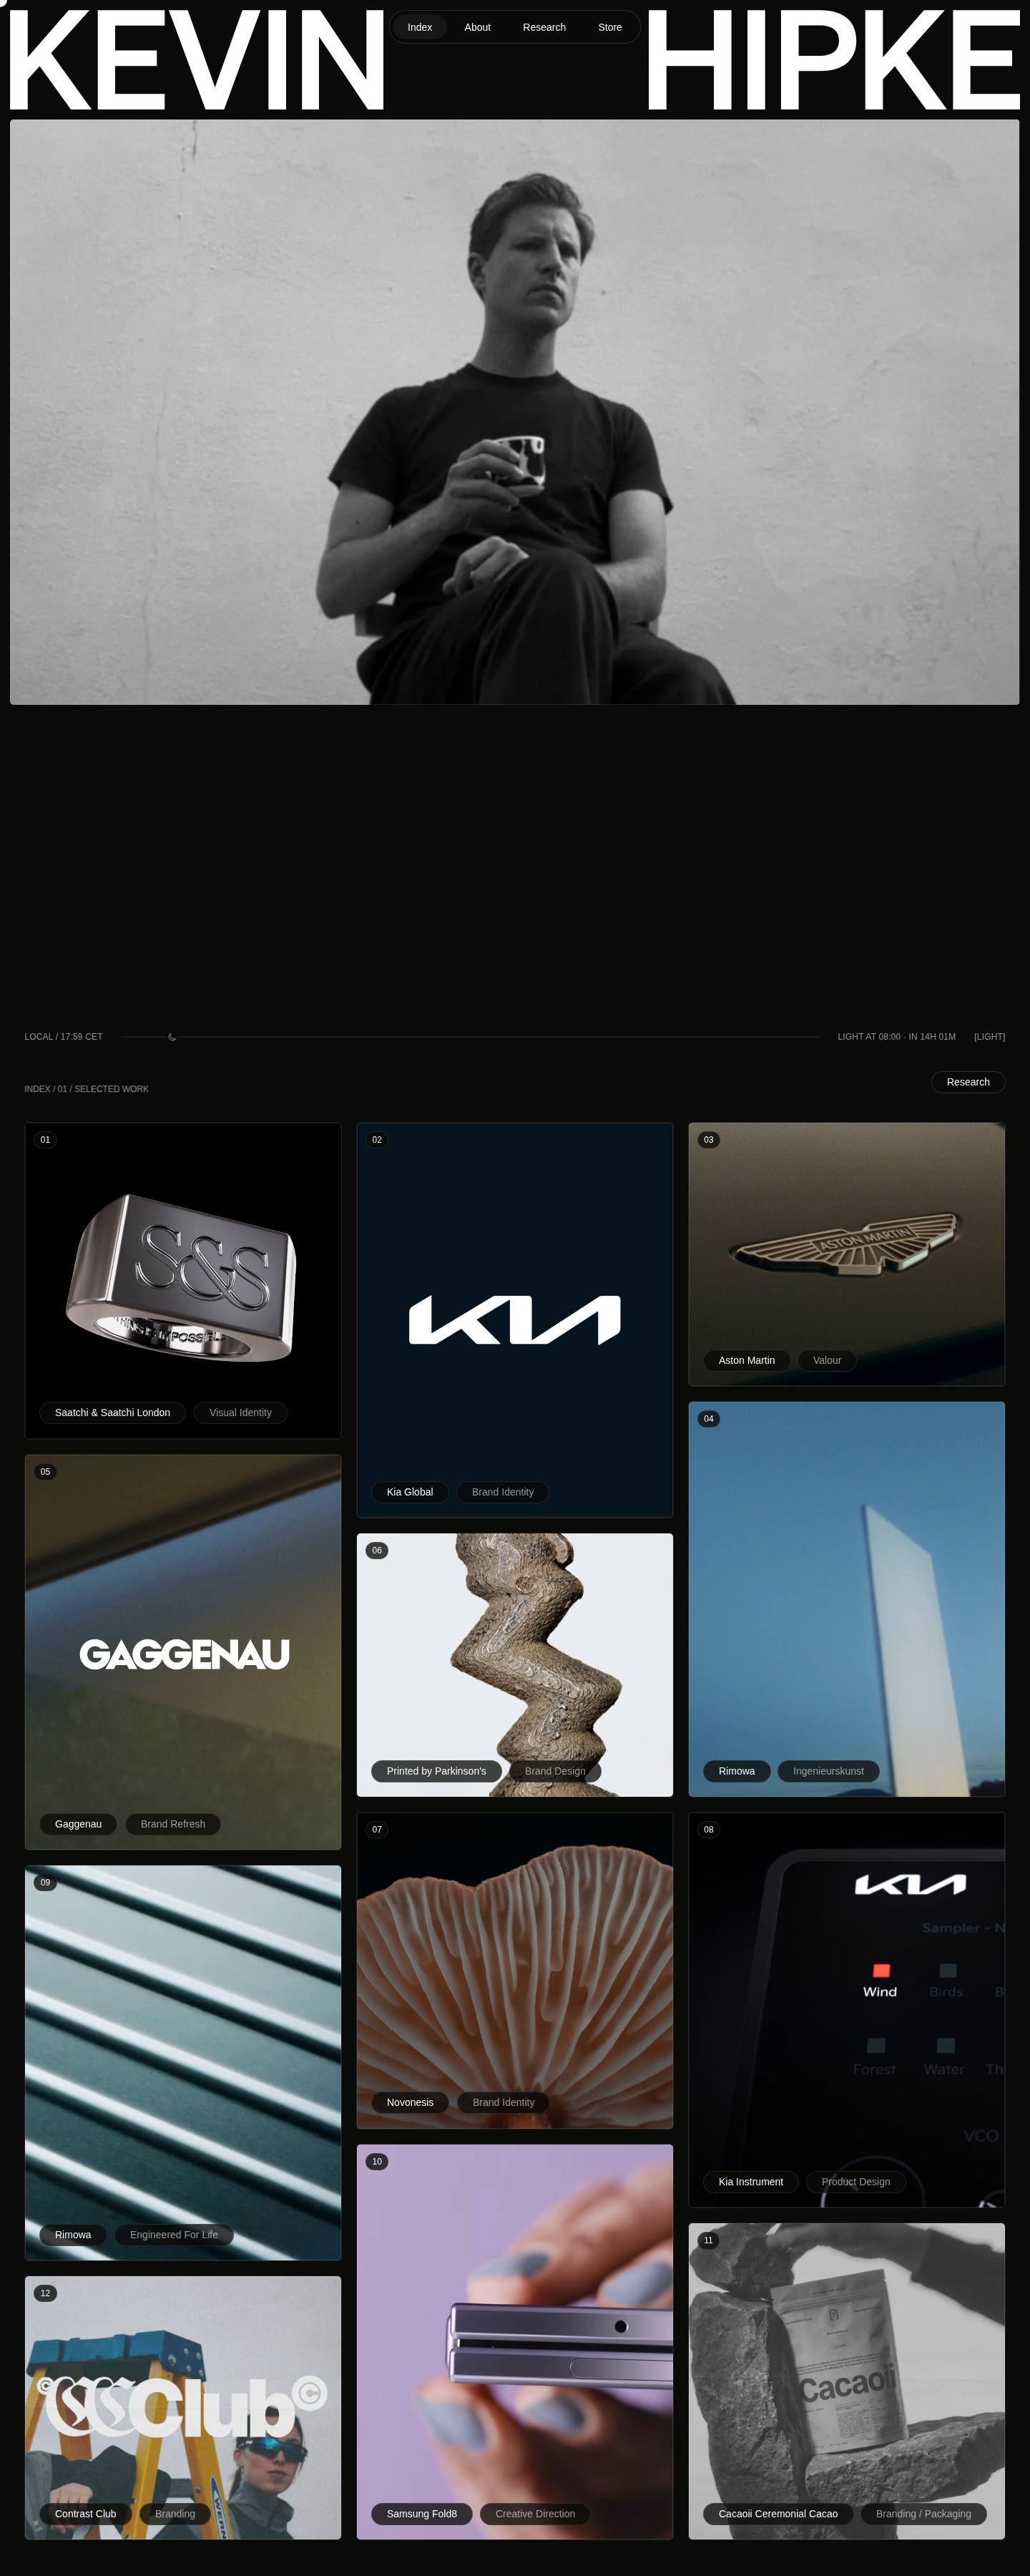 KEVIN HIPKE
Index About Research Store
LOCAL / 17:59 CET
LIGHT AT 08:00 · IN 14H 01M [LIGHT]
INDEX / 01 / SELECTED WORK
Research
01
S&S
Saatchi & Saatchi London Visual Identity
02
KIA
Kia Global Brand Identity
03
ASTON MARTIN
Aston Martin Valour
04
Rimowa Ingenieurskunst
05
GAGGENAU
Gaggenau Brand Refresh
06
Printed by Parkinson's Brand Design
07
Novonesis Brand Identity
08
KIA
Sampler - N
Wind Birds B
Forest Water Th
VCO
Kia Instrument Product Design
09
Rimowa Engineered For Life
10
Samsung Fold8 Creative Direction
11
Cacaoii
Cacaoii Ceremonial Cacao Branding / Packaging
12
© Club ©
WERNER
Contrast Club Branding